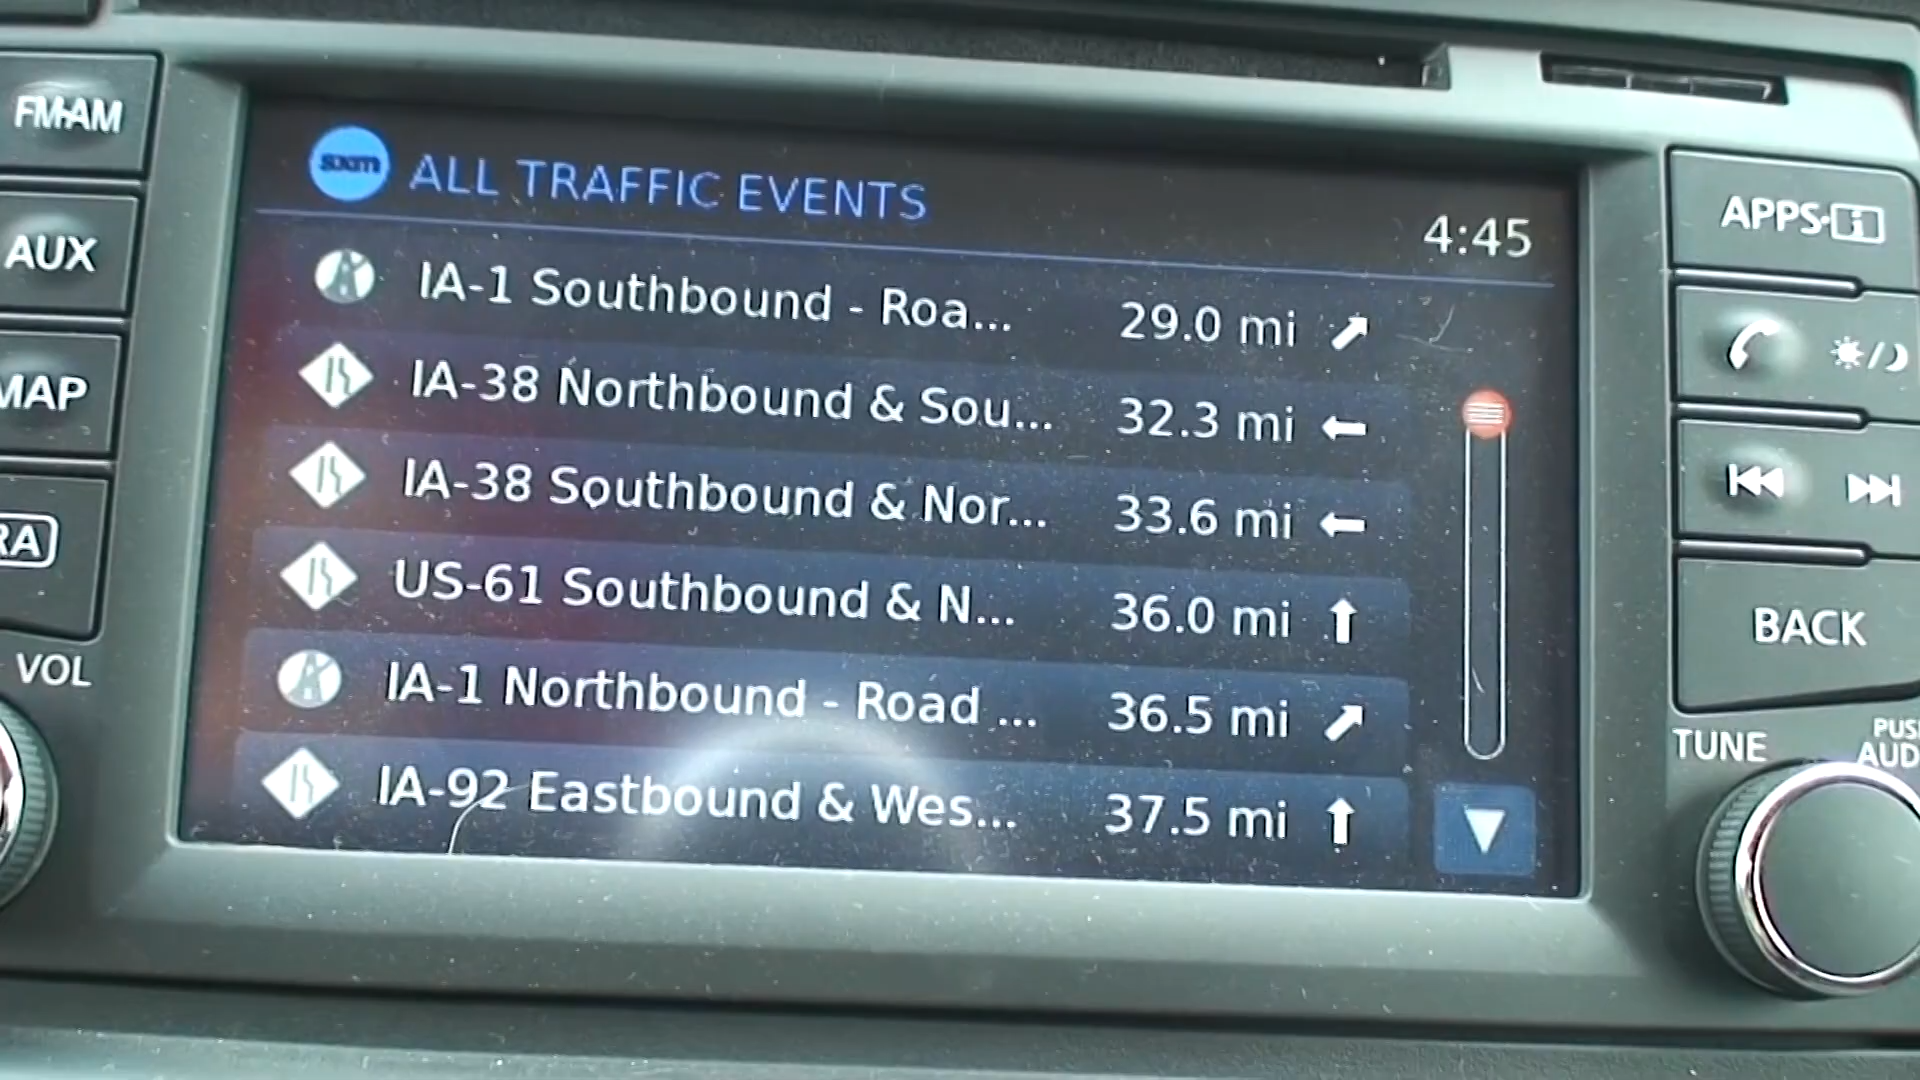 FM·AM
AUX
MAP
RA
VOL
sxm ALL TRAFFIC EVENTS
4:45
IA-1 Southbound - Roa... 29.0 mi
IA-38 Northbound & Sou... 32.3 mi
IA-38 Southbound & Nor... 33.6 mi
US-61 Southbound & N... 36.0 mi
IA-1 Northbound - Road ... 36.5 mi
IA-92 Eastbound & Wes... 37.5 mi
APPS·i
BACK
TUNE
PUS
AUD